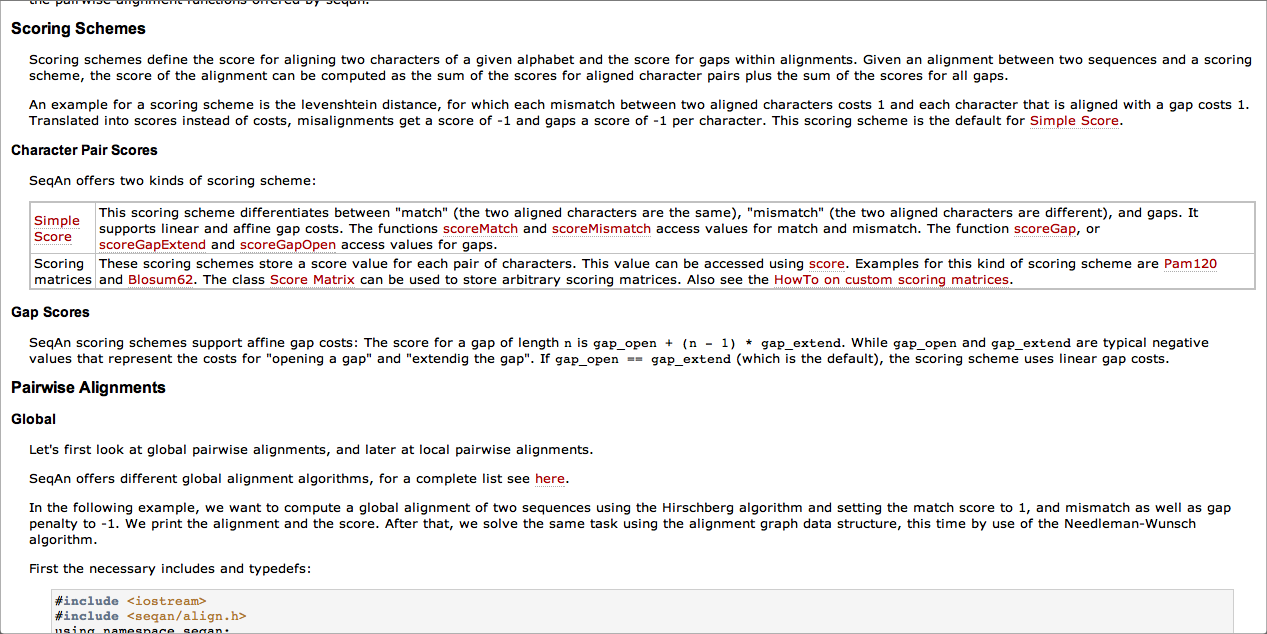 the pairwise alignment functions offered by seqan.
Scoring Schemes
Scoring schemes define the score for aligning two characters of a given alphabet and the score for gaps within alignments. Given an alignment between two sequences and a scoring
scheme, the score of the alignment can be computed as the sum of the scores for aligned character pairs plus the sum of the scores for all gaps.
An example for a scoring scheme is the levenshtein distance, for which each mismatch between two aligned characters costs 1 and each character that is aligned with a gap costs 1.
Translated into scores instead of costs, misalignments get a score of -1 and gaps a score of -1 per character. This scoring scheme is the default for Simple Score.
Character Pair Scores
SeqAn offers two kinds of scoring scheme:
Simple
Score
This scoring scheme differentiates between "match" (the two aligned characters are the same), "mismatch" (the two aligned characters are different), and gaps. It
supports linear and affine gap costs. The functions scoreMatch and scoreMismatch access values for match and mismatch. The function scoreGap, or
scoreGapExtend and scoreGapOpen access values for gaps.
Scoring
matrices
These scoring schemes store a score value for each pair of characters. This value can be accessed using score. Examples for this kind of scoring scheme are Pam120
and Blosum62. The class Score Matrix can be used to store arbitrary scoring matrices. Also see the HowTo on custom scoring matrices.
Gap Scores
SeqAn scoring schemes support affine gap costs: The score for a gap of length n is gap_open + (n - 1) * gap_extend. While gap_open and gap_extend are typical negative
values that represent the costs for "opening a gap" and "extendig the gap". If gap_open == gap_extend (which is the default), the scoring scheme uses linear gap costs.
Pairwise Alignments
Global
Let's first look at global pairwise alignments, and later at local pairwise alignments.
SeqAn offers different global alignment algorithms, for a complete list see here.
In the following example, we want to compute a global alignment of two sequences using the Hirschberg algorithm and setting the match score to 1, and mismatch as well as gap
penalty to -1. We print the alignment and the score. After that, we solve the same task using the alignment graph data structure, this time by use of the Needleman-Wunsch
algorithm.
First the necessary includes and typedefs:
#include <iostream>
#include <seqan/align.h>
using namespace seqan;